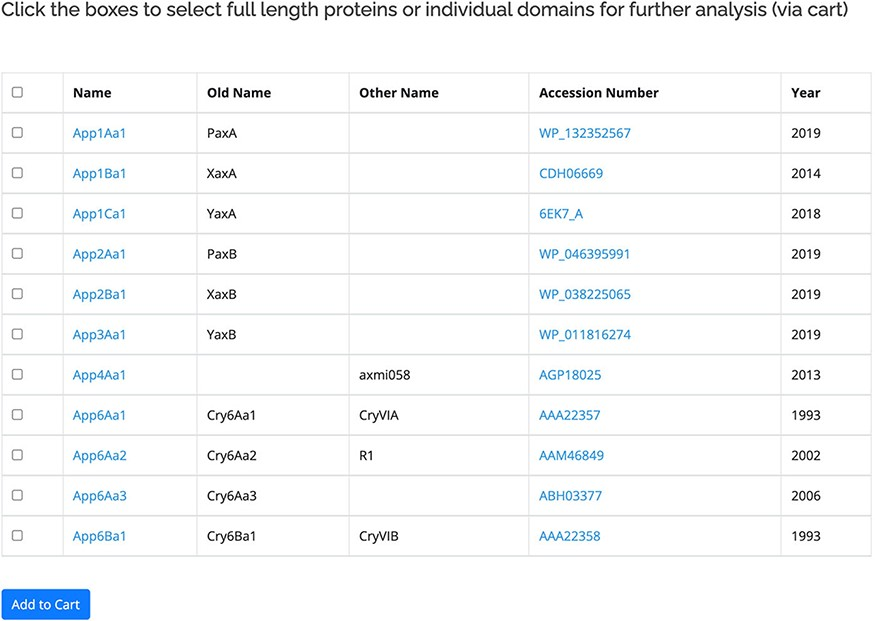 Click the boxes to select full length proteins or individual domains for further analysis (via cart)
Name Old Name Other Name Accession Number Year
App1Aa1 PaxA WP_132352567 2019
App1Ba1 XaxA CDH06669 2014
App1Ca1 YaxA 6EK7_A 2018
App2Aa1 PaxB WP_046395991 2019
App2Ba1 XaxB WP_038225065 2019
App3Aa1 YaxB WP_011816274 2019
App4Aa1 axmi058 AGP18025 2013
App6Aa1 Cry6Aa1 CryVIA AAA22357 1993
App6Aa2 Cry6Aa2 R1 AAM46849 2002
App6Aa3 Cry6Aa3 ABH03377 2006
App6Ba1 Cry6Ba1 CryVIB AAA22358 1993
Add to Cart